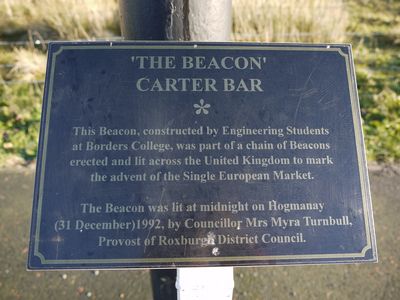 'THE BEACON'
CARTER BAR
This Beacon, constructed by Engineering Students
at Borders College, was part of a chain of Beacons
erected and lit across the United Kingdom to mark
the advent of the Single European Market.
The Beacon was lit at midnight on Hogmanay
(31 December)1992, by Councillor Mrs Myra Turnbull,
Provost of Roxburgh District Council.